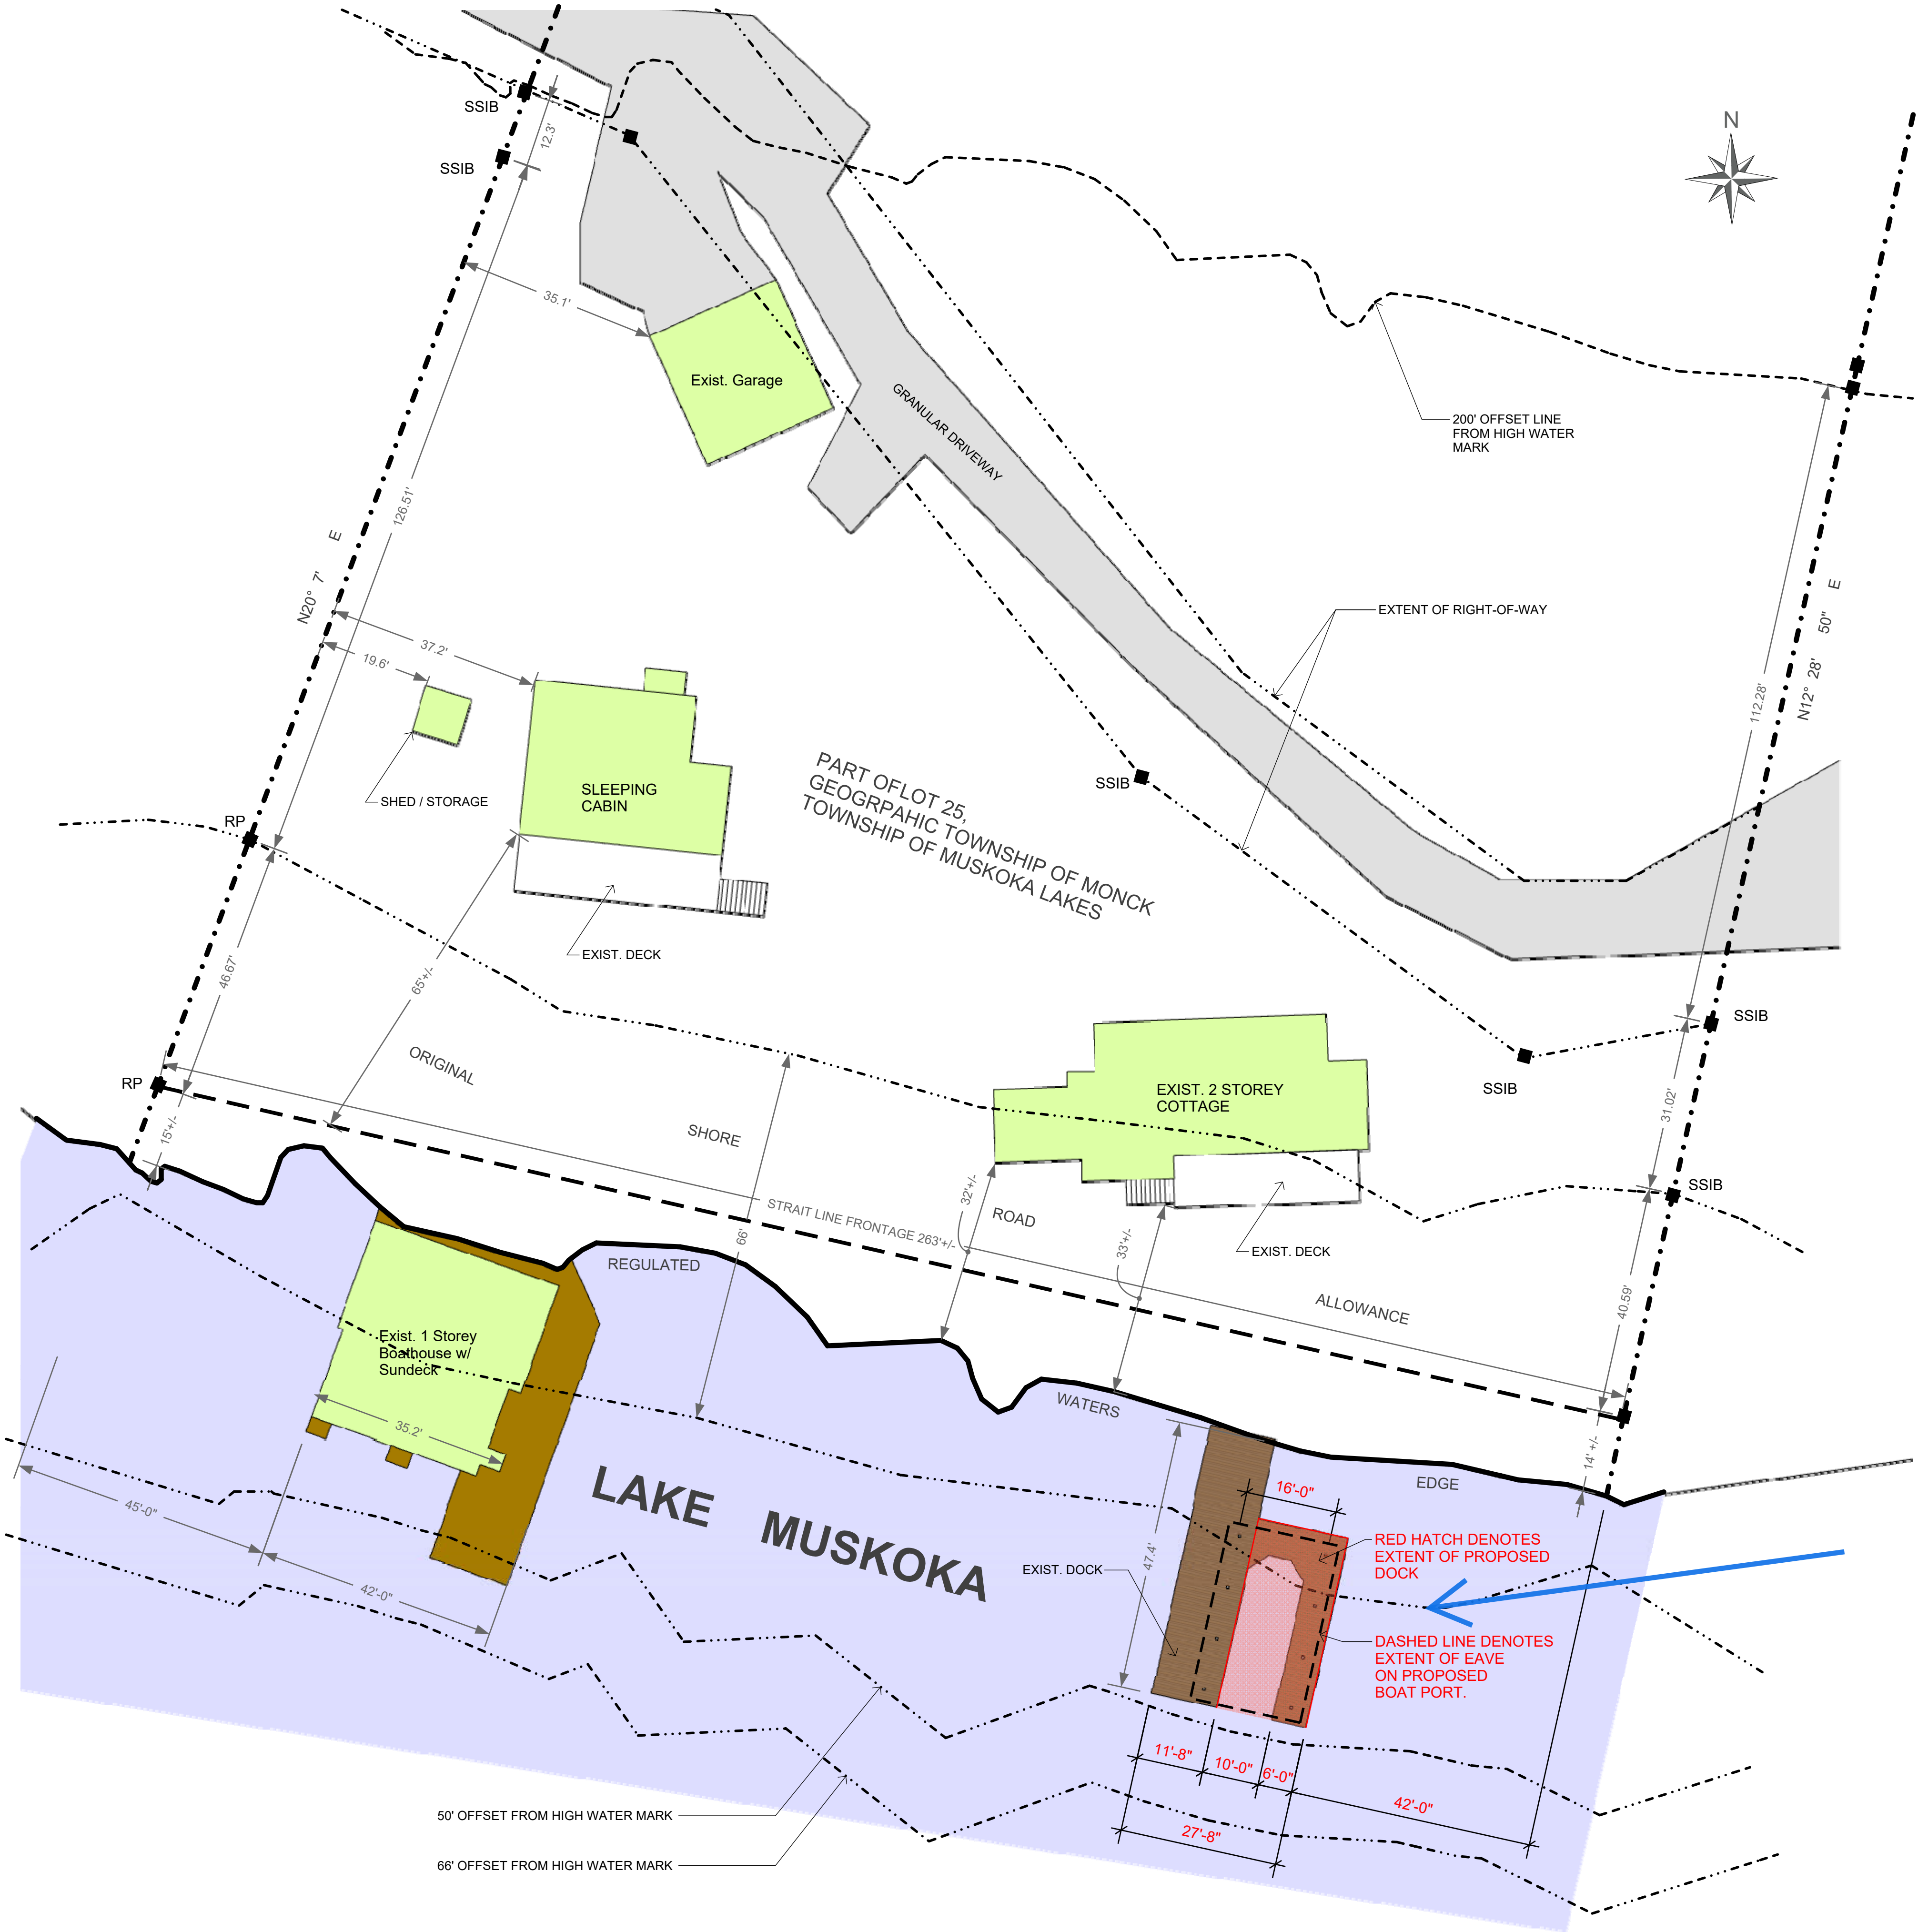 SSIB
SSIB
12.3'
N
35.1'
Exist. Garage
GRANULAR DRIVEWAY
200' OFFSET LINE
FROM HIGH WATER
MARK
126.51'
N20° 7' E
EXTENT OF RIGHT-OF-WAY
N12° 28' 50" E
112.28'
37.2'
19.6'
SLEEPING
CABIN
SHED / STORAGE
RP
SSIB
PART OFLOT 25,
GEOGRPAHIC TOWNSHIP OF MONCK
TOWNSHIP OF MUSKOKA LAKES
EXIST. DECK
46.67'
65'+/-
SSIB
ORIGINAL
RP
EXIST. 2 STOREY
COTTAGE
SSIB
31.02'
15'+/-
SHORE
SSIB
STRAIT LINE FRONTAGE 263'+/-
32'+/-
ROAD
66'
33'+/-
EXIST. DECK
REGULATED
ALLOWANCE
40.59'
Exist. 1 Storey
Boathouse w/
Sundeck
WATERS
35.2'
EDGE
14' +/-
LAKE MUSKOKA
45'-0"
42'-0"
47.4'
16'-0"
EXIST. DOCK
RED HATCH DENOTES
EXTENT OF PROPOSED
DOCK
DASHED LINE DENOTES
EXTENT OF EAVE
ON PROPOSED
BOAT PORT.
11'-8"
10'-0"
6'-0"
42'-0"
27'-8"
50' OFFSET FROM HIGH WATER MARK
66' OFFSET FROM HIGH WATER MARK